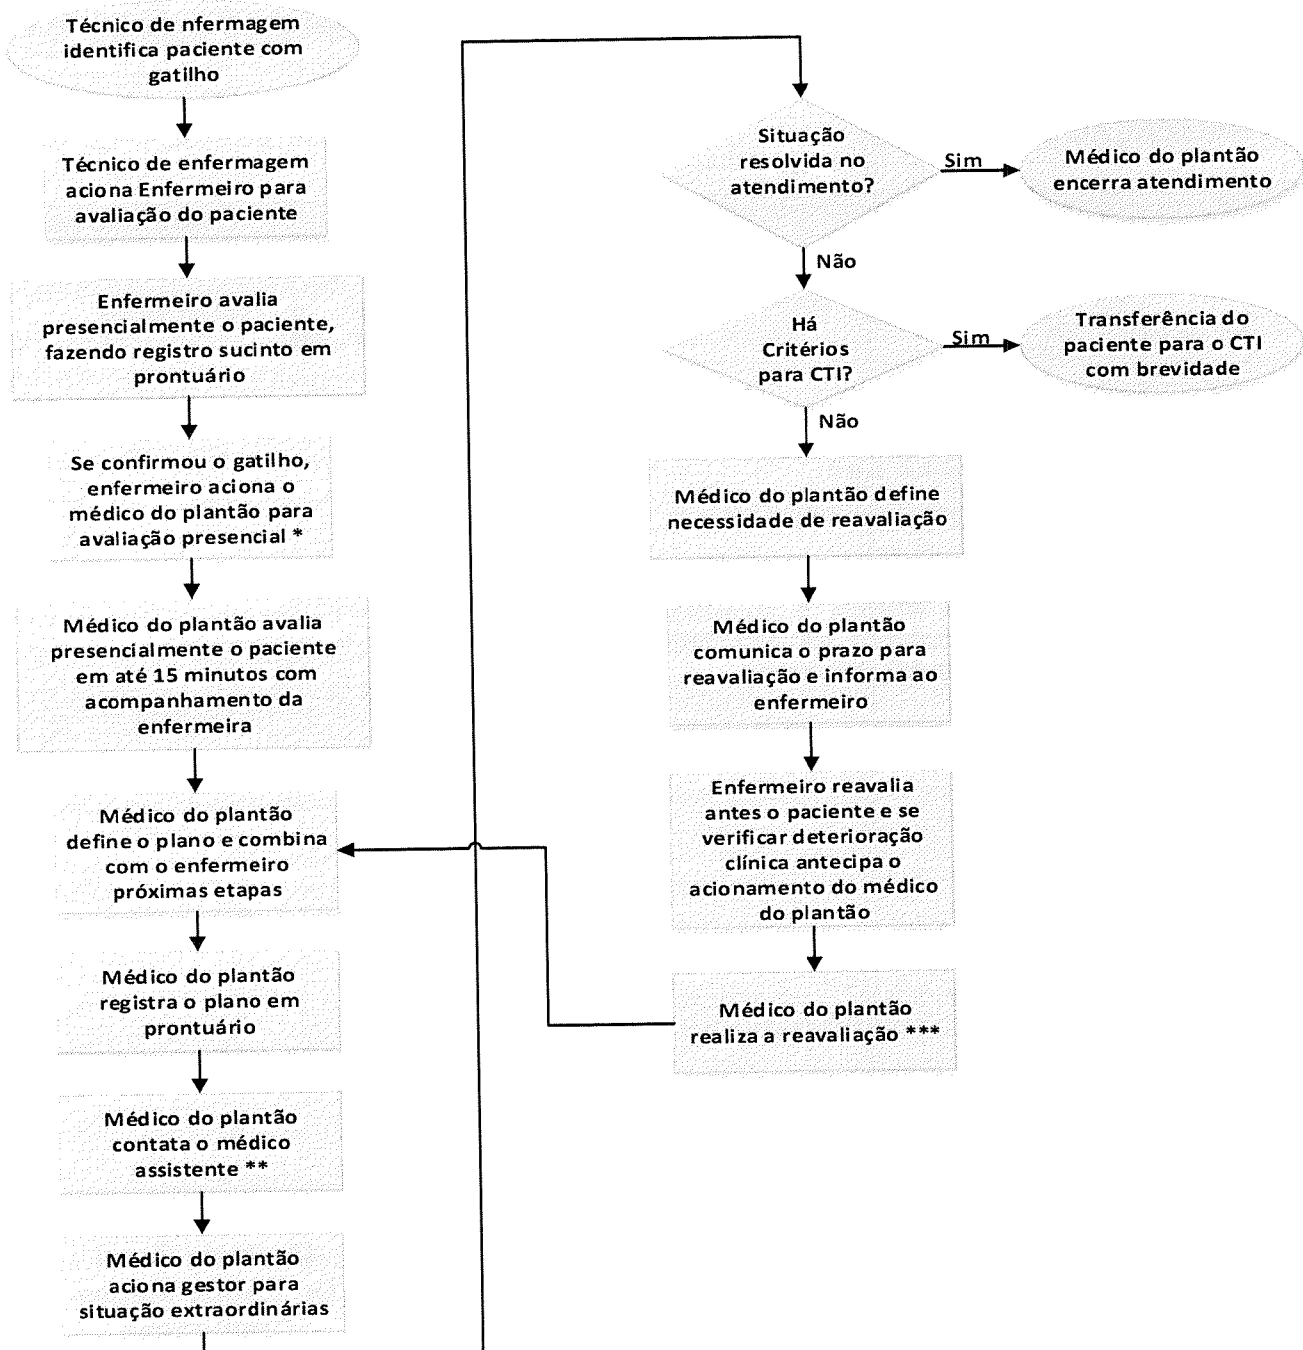 Técnico de nfermagem
identifica paciente com
gatilho
Técnico de enfermagem
aciona Enfermeiro para
avaliação do paciente
Enfermeiro avalia
presencialmente o paciente,
fazendo registro sucinto em
prontuário
Se confirmou o gatilho,
enfermeiro aciona o
médico do plantão para
avaliação presencial *
Médico do plantão avalia
presencialmente o paciente
em até 15 minutos com
acompanhamento da
enfermeira
Médico do plantão
define o plano e combina
com o enfermeiro
próximas etapas
Médico do plantão
registra o plano em
prontuário
Médico do plantão
contata o médico
assistente **
Médico do plantão
aciona gestor para
situação extraordinárias
Situação
resolvida no
atendimento?
Sim
Médico do plantão
encerra atendimento
Não
Há
Critérios
para CTI?
Sim
Transferência do
paciente para o CTI
com brevidade
Não
Médico do plantão define
necessidade de reavaliação
Médico do plantão
comunica o prazo para
reavaliação e informa ao
enfermeiro
Enfermeiro reavalia
antes o paciente e se
verificar deterioração
clínica antecipa o
acionamento do médico
do plantão
Médico do plantão
realiza a reavaliação ***